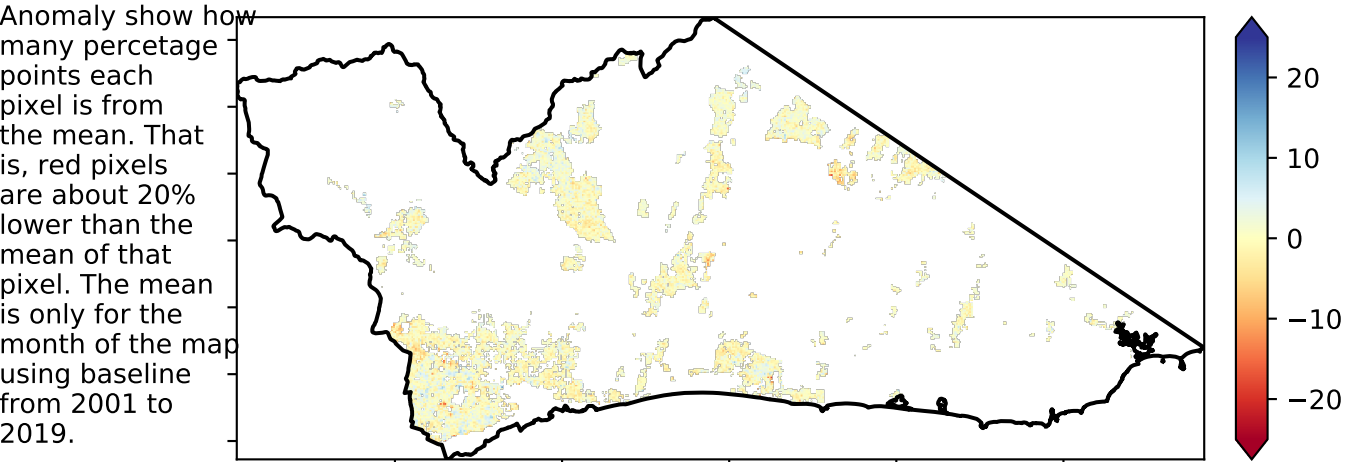 Anomaly show how
many percetage
points each
pixel is from
the mean. That
is, red pixels
are about 20%
lower than the
mean of that
pixel. The mean
is only for the
month of the map
using baseline
from 2001 to
2019.
20
10
0
−10
−20